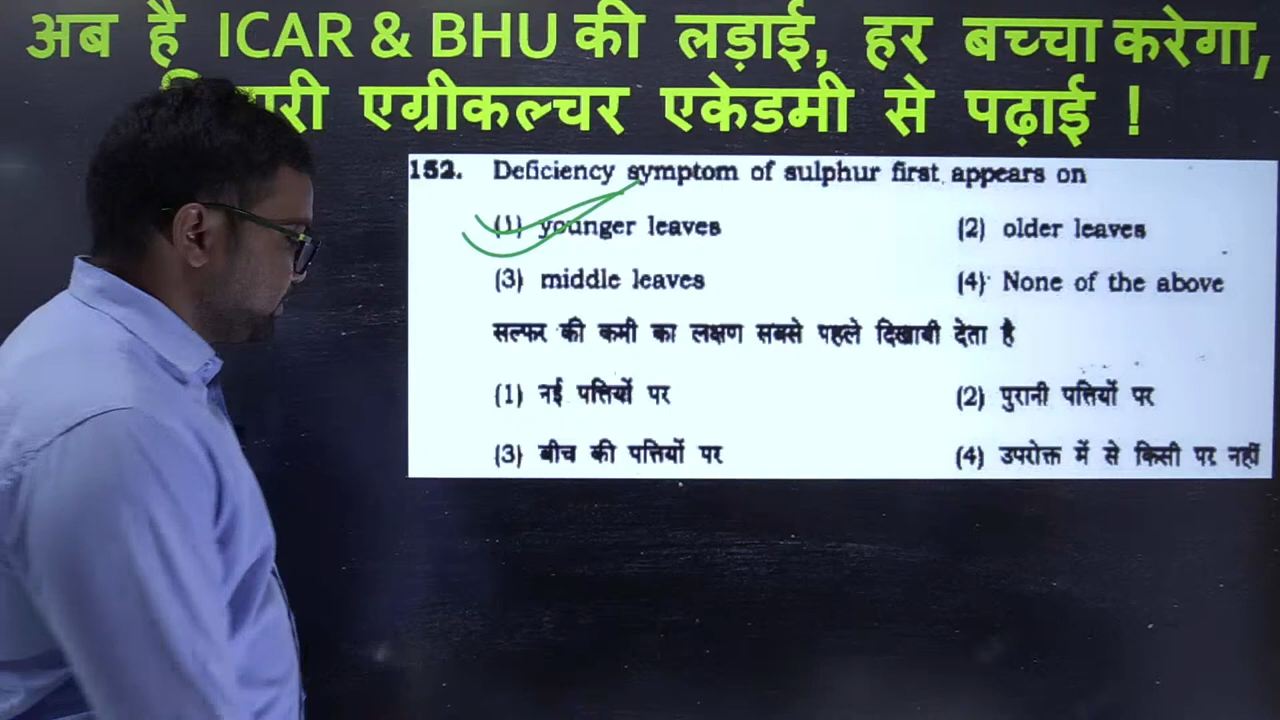 अब है ICAR & BHU की लड़ाई, हर बच्चा करेगा,
एग्रीकल्चर एकेडमी से पढ़ाई !
152. Deficiency symptom of sulphur first appears on
(1) younger leaves (2) older leaves
(3) middle leaves (4) None of the above
सल्फर की कमी का लक्षण सबसे पहले दिखाबी देता है
(1) नई पत्तियों पर (2) पुरानी पत्तियों पर
(3) बीच की पत्तियों पर (4) उपरोक्त में से किसी पर नहीं